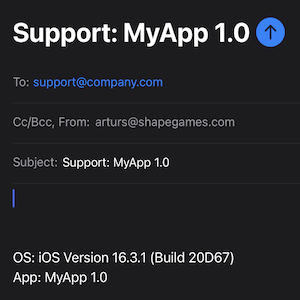 Support: MyApp 1.0
To: support@company.com
Cc/Bcc, From: arturs@shapegames.com
Subject: Support: MyApp 1.0
OS: iOS Version 16.3.1 (Build 20D67)
App: MyApp 1.0